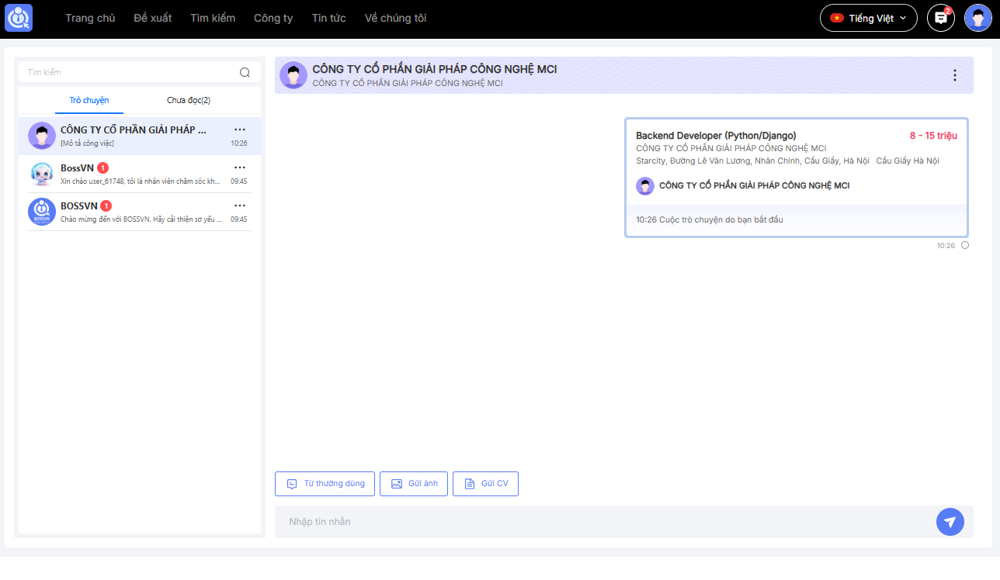 Trang chủ Đề xuất Tìm kiếm Công ty Tin tức Về chúng tôi
Tiếng Việt
2
Tìm kiếm
Trò chuyện Chưa đọc(2)
CÔNG TY CỔ PHẦN GIẢI PHÁP ...
[Mô tả công việc] 10:26
BossVN 1
Xin chào user_61748, tôi là nhân viên chăm sóc kh... 09:45
BOSSVN
BOSSVN 1
Chào mừng đến với BOSSVN. Hãy cải thiện sơ yếu ... 09:45
CÔNG TY CỔ PHẦN GIẢI PHÁP CÔNG NGHỆ MCI
CÔNG TY CỔ PHẦN GIẢI PHÁP CÔNG NGHỆ MCI
Backend Developer (Python/Django) 8 - 15 triệu
CÔNG TY CỔ PHẦN GIẢI PHÁP CÔNG NGHỆ MCI
Starcity, Đường Lê Văn Lương, Nhân Chính, Cầu Giấy, Hà Nội Cầu Giấy Hà Nội
CÔNG TY CỔ PHẦN GIẢI PHÁP CÔNG NGHỆ MCI
10:26 Cuộc trò chuyện do bạn bắt đầu
10:26
Từ thường dùng Gửi ảnh Gửi CV
Nhập tin nhắn